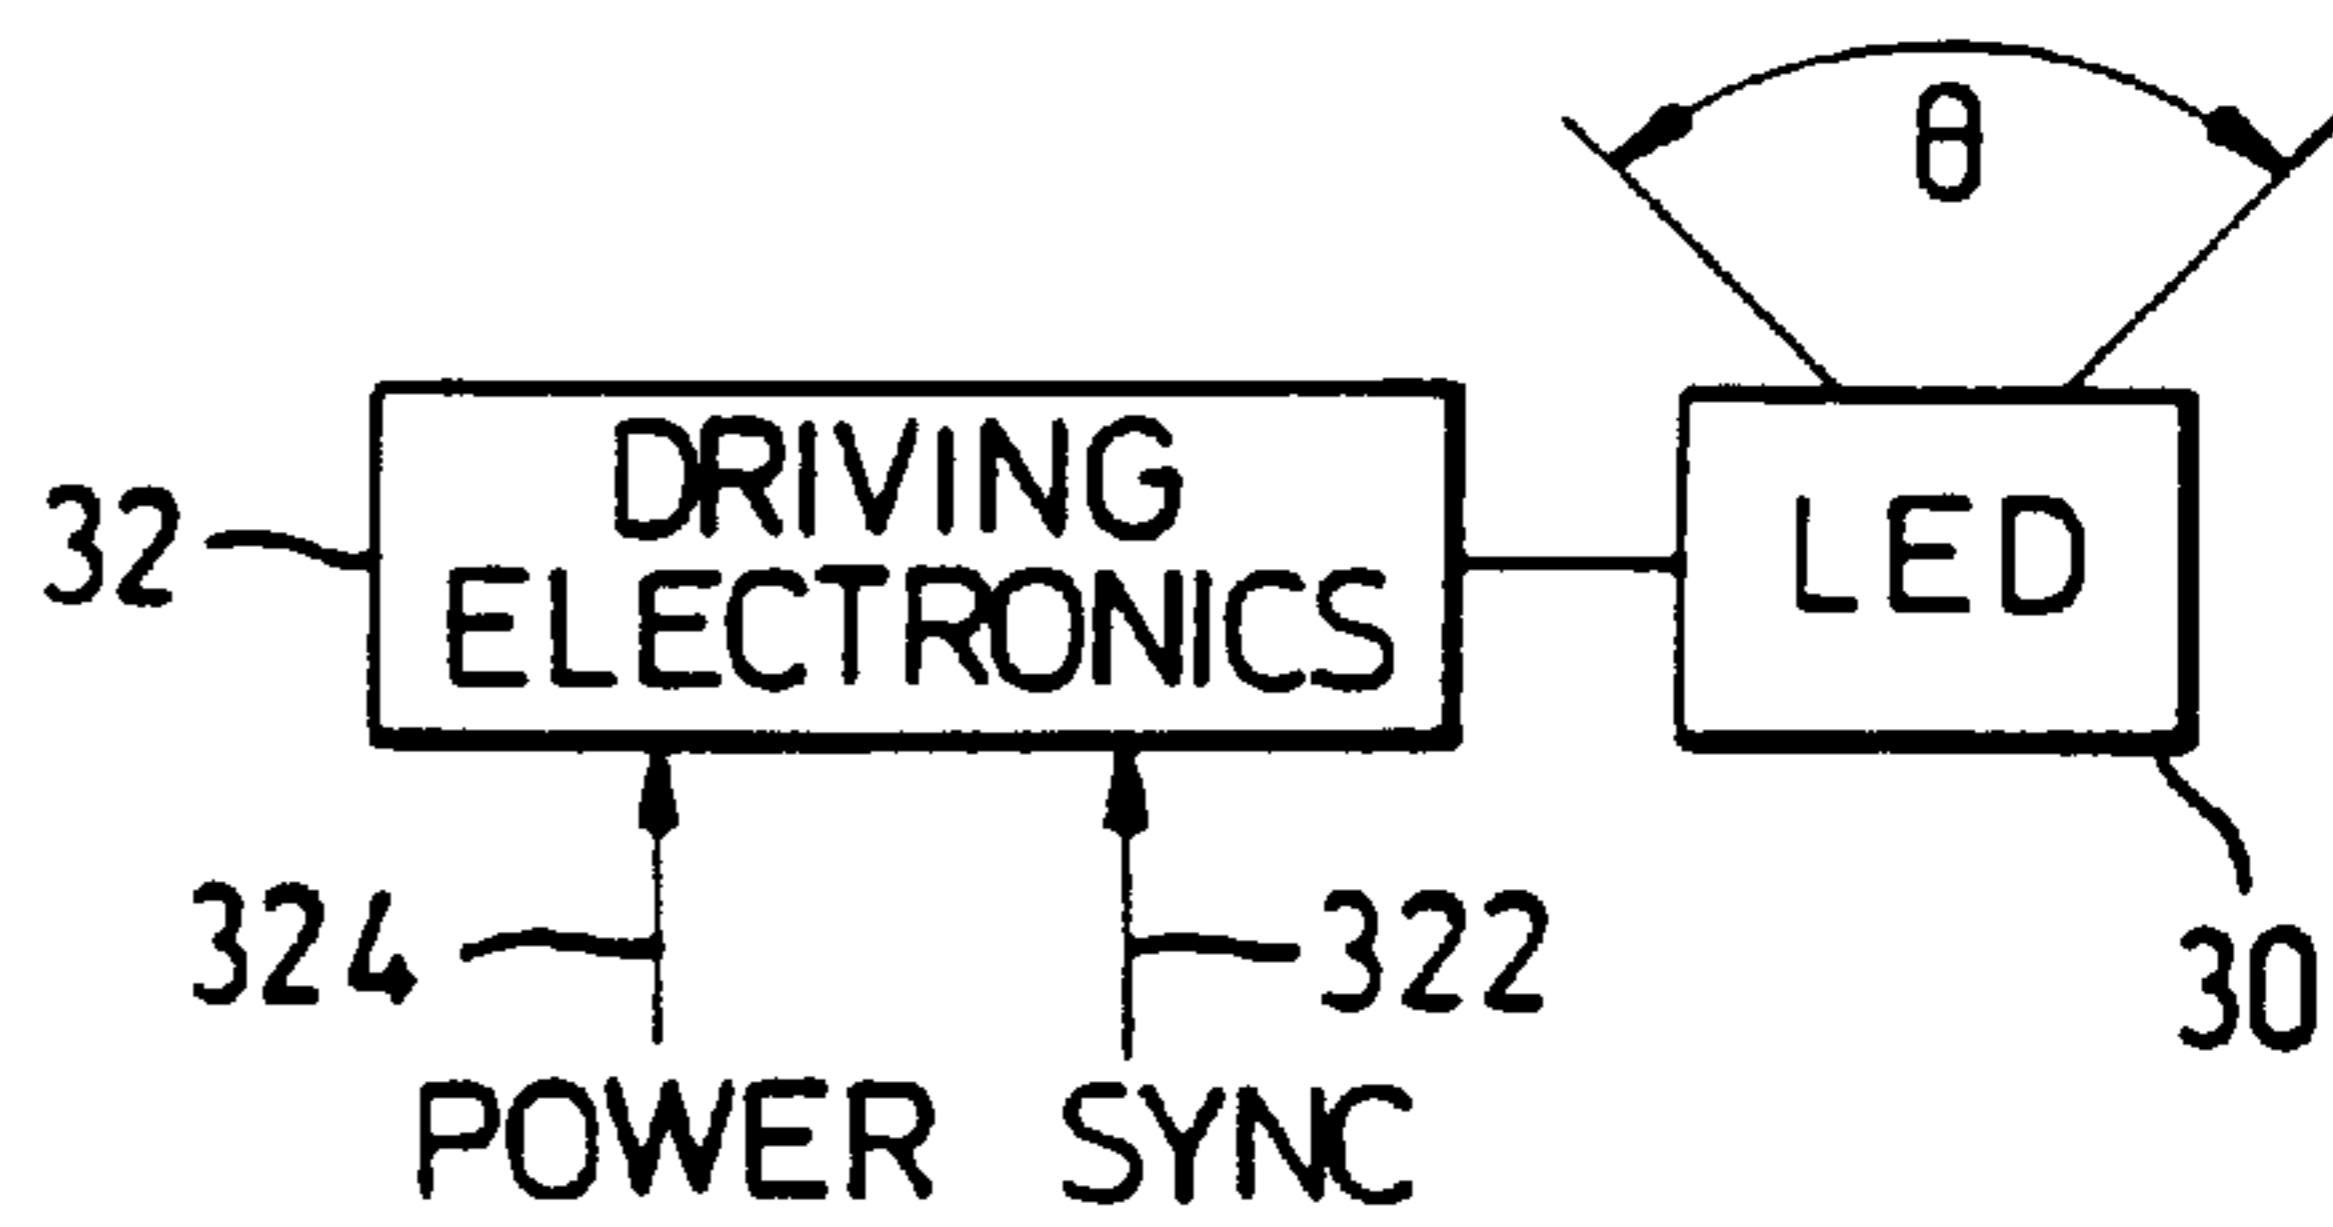 θ
DRIVING
ELECTRONICS
LED
32
324
322
30
POWER
SYNC